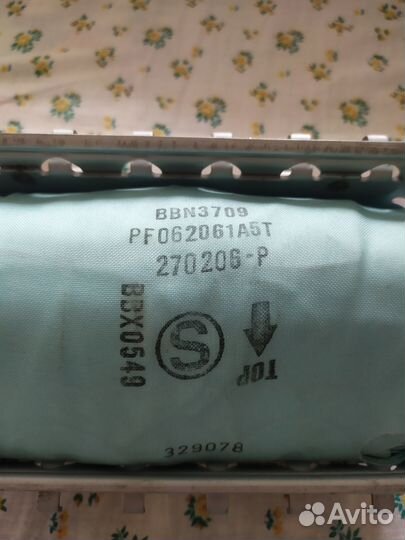 BBN3709
PF062061A5T
270206-P
BBX0549
S
TOP
329078
Avito